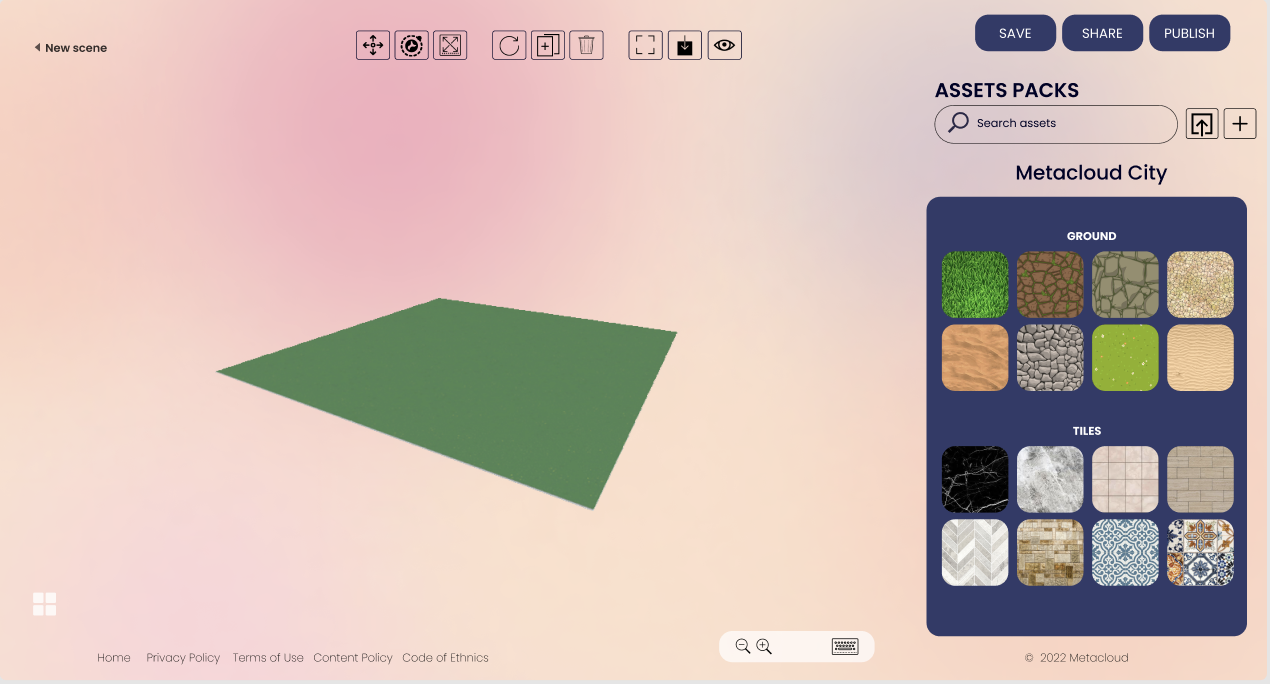 New scene
SAVE
SHARE
PUBLISH
ASSETS PACKS
Search assets
Metacloud City
GROUND
TILES
Home Privacy Policy Terms of Use Content Policy Code of Ethnics
© 2022 Metacloud